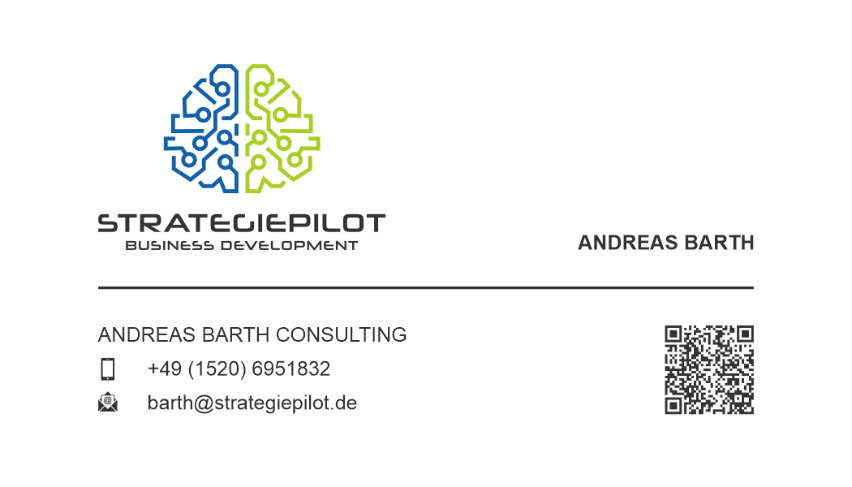 STRATEGIEPILOT
BUSINESS DEVELOPMENT
ANDREAS BARTH
ANDREAS BARTH CONSULTING
+49 (1520) 6951832
barth@strategiepilot.de